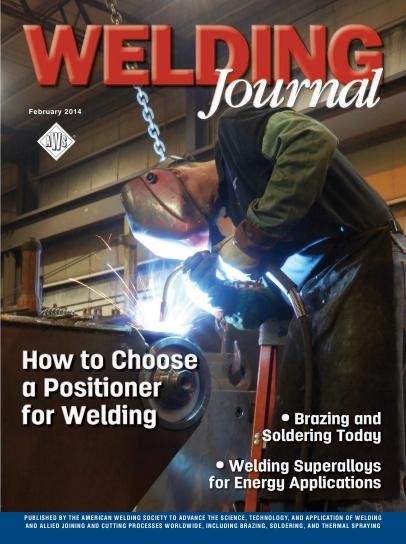 WELDING
Journal
February 2014
AWS
How to Choose
a Positioner
for Welding
• Brazing and
Soldering Today
• Welding Superalloys
for Energy Applications
PUBLISHED BY THE AMERICAN WELDING SOCIETY TO ADVANCE THE SCIENCE, TECHNOLOGY, AND APPLICATION OF WELDING
AND ALLIED JOINING AND CUTTING PROCESSES WORLDWIDE, INCLUDING BRAZING, SOLDERING, AND THERMAL SPRAYING